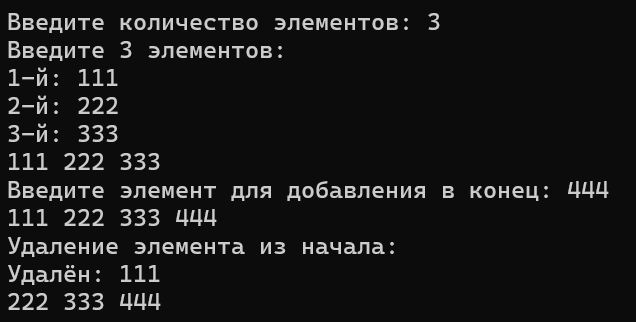 Введите количество элементов: 3
Введите 3 элементов:
1-й: 111
2-й: 222
3-й: 333
111 222 333
Введите элемент для добавления в конец: 444
111 222 333 444
Удаление элемента из начала:
Удалён: 111
222 333 444